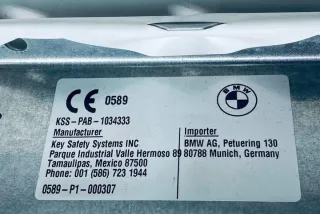 CE 0589
BMW
KSS-PAB-1034333
Manufacturer
Key Safety Systems INC
Parque Industrial Valle Hermoso 89
Tamaulipas, Mexico 87500
Phone: 001 (586) 723 1944
Importer
BMW AG, Petuering 130
80788 Munich, Germany
0589-P1-000307